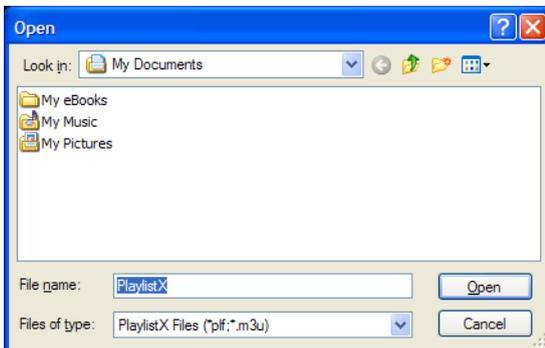 Open
Look in: My Documents
My eBooks
My Music
My Pictures
File name: PlaylistX Open
Files of type: PlaylistX Files (*plf;*.m3u) Cancel